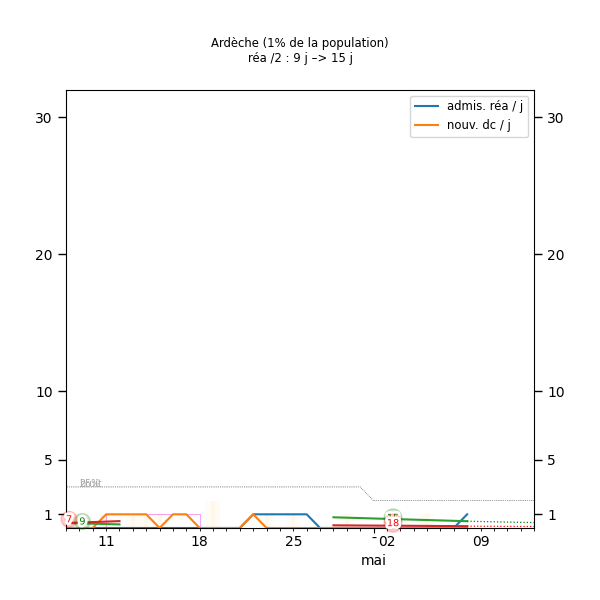 Ardèche (1% de la population)
réa /2 : 9 j –> 15 j
admis. réa / j
nouv. dc / j
30 30
20 20
10 10
5 5
1 1
7 9
18
11 18 25 02 09
mai